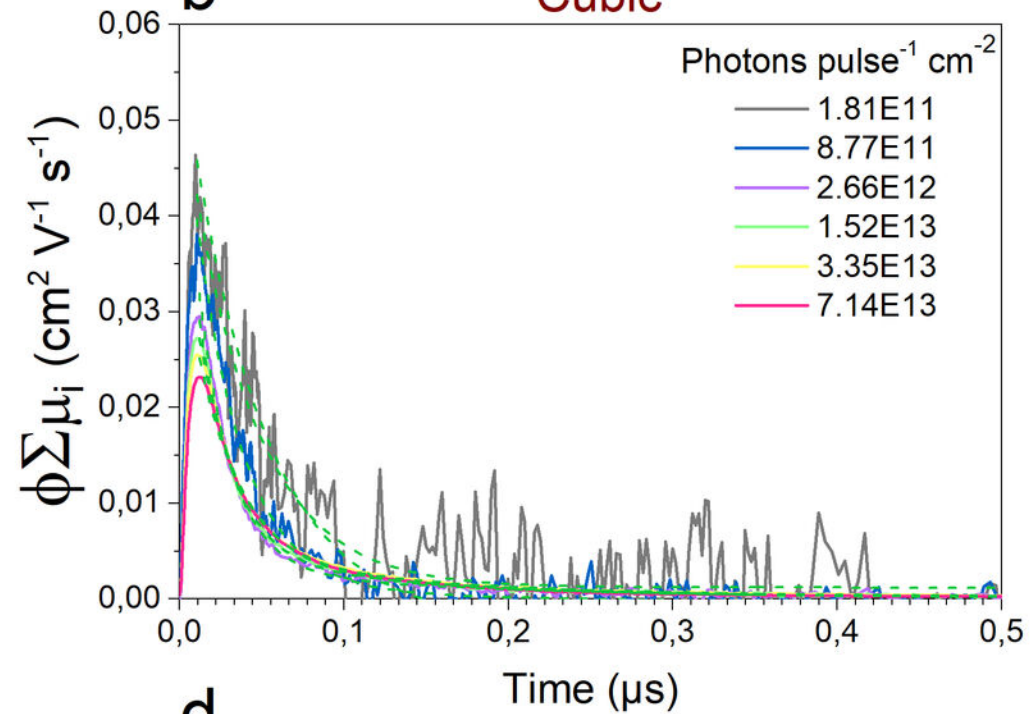 b
Cubic
0,06
0,05
0,04
0,03
0,02
0,01
0,00
ϕΣμi (cm2 V-1 s-1)
Photons pulse-1 cm-2
1.81E11
8.77E11
2.66E12
1.52E13
3.35E13
7.14E13
0,0 0,1 0,2 0,3 0,4 0,5
Time (μs)
d